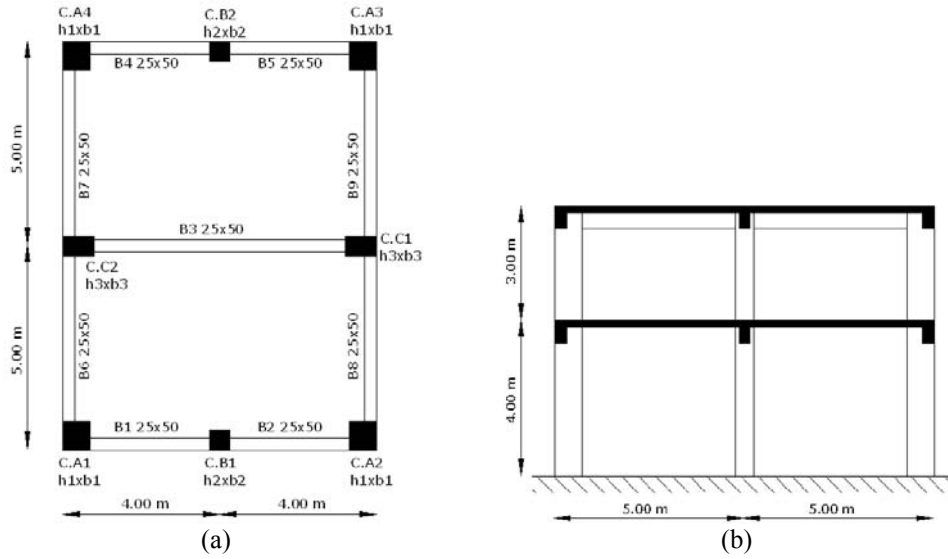 C.A4
h1xb1
C.B2
h2xb2
C.A3
h1xb1
B4 25x50
B5 25x50
5.00 m
B7 25x50
B9 25x50
B3 25x50
C.C1
h3xb3
C.C2
h3xb3
5.00 m
B6 25x50
B8 25x50
B1 25x50
B2 25x50
C.A1
h1xb1
C.B1
h2xb2
C.A2
h1xb1
4.00 m
4.00 m
(a)
3.00 m
4.00 m
5.00 m
5.00 m
(b)